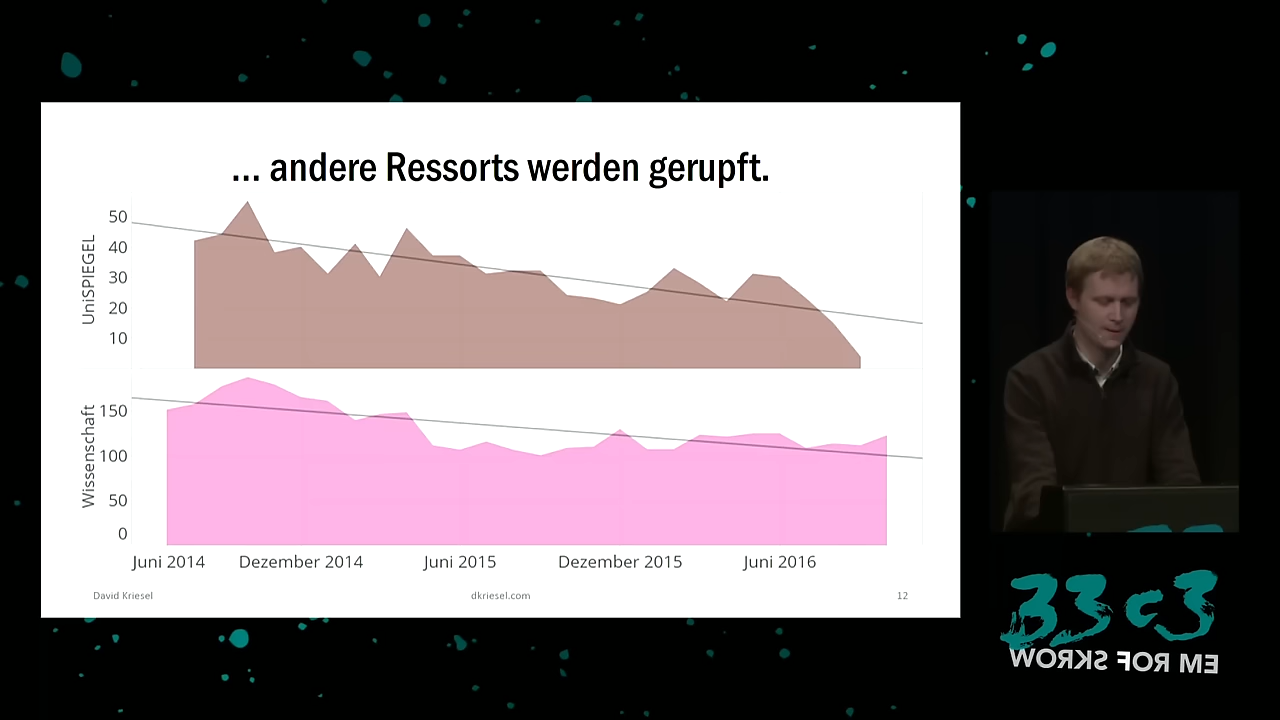 ... andere Ressorts werden gerupft.
UniSPIEGEL
50
40
30
20
10
Wissenschaft
150
100
50
0
Juni 2014 Dezember 2014 Juni 2015 Dezember 2015 Juni 2016
David Kriesel dkriesel.com 12
33c3
WORKS FOR ME